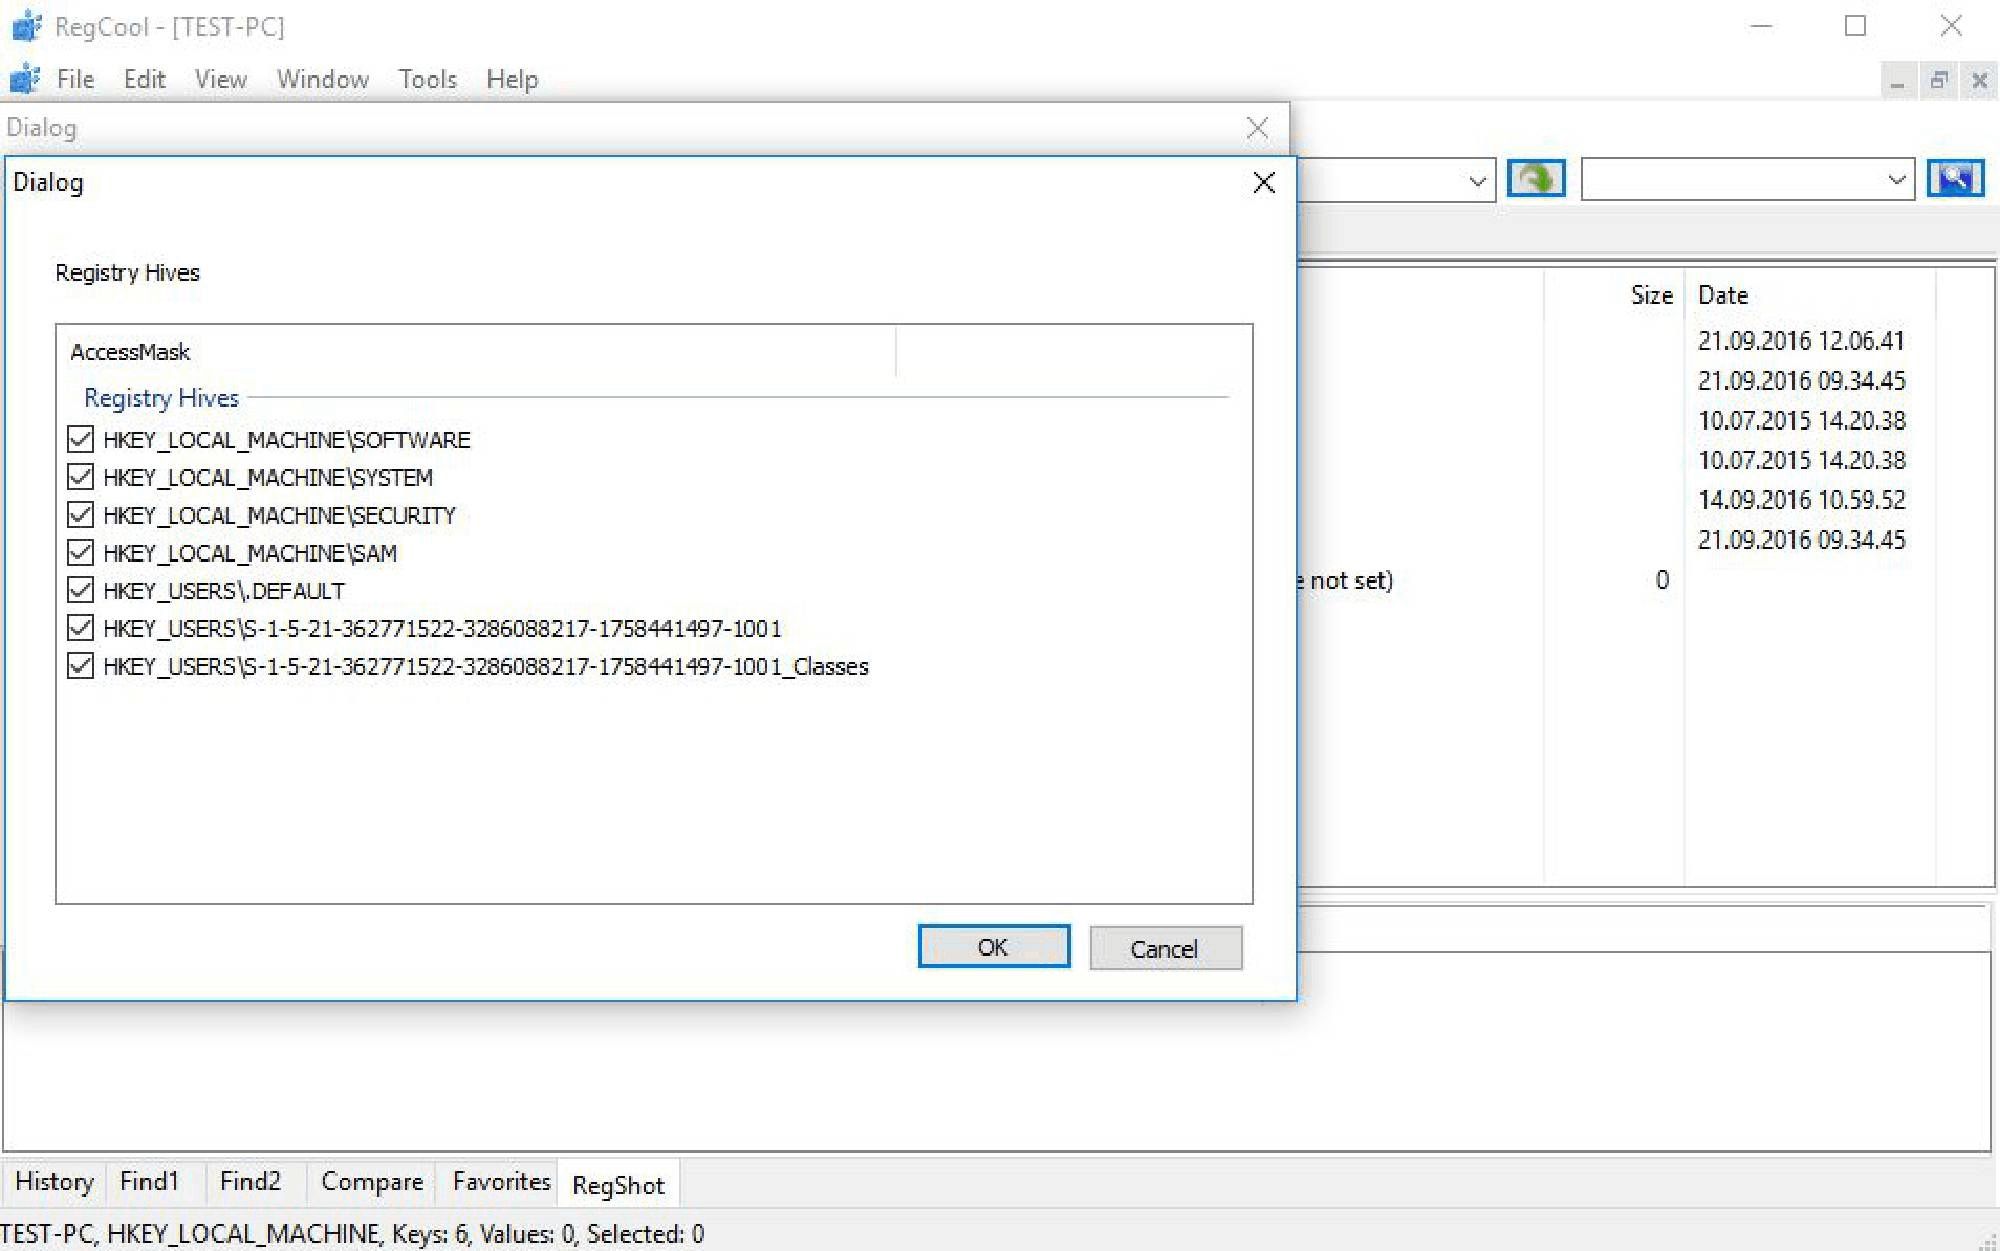 RegCool - [TEST-PC]
File Edit View Window Tools Help
Dialog
Dialog
Registry Hives
AccessMask
Registry Hives
HKEY_LOCAL_MACHINE\SOFTWARE
HKEY_LOCAL_MACHINE\SYSTEM
HKEY_LOCAL_MACHINE\SECURITY
HKEY_LOCAL_MACHINE\SAM
HKEY_USERS\.DEFAULT
HKEY_USERS\S-1-5-21-362771522-3286088217-1758441497-1001
HKEY_USERS\S-1-5-21-362771522-3286088217-1758441497-1001_Classes
OK Cancel
Size Date
21.09.2016 12.06.41
21.09.2016 09.34.45
10.07.2015 14.20.38
10.07.2015 14.20.38
14.09.2016 10.59.52
21.09.2016 09.34.45
not set) 0
History Find1 Find2 Compare Favorites RegShot
TEST-PC, HKEY_LOCAL_MACHINE, Keys: 6, Values: 0, Selected: 0